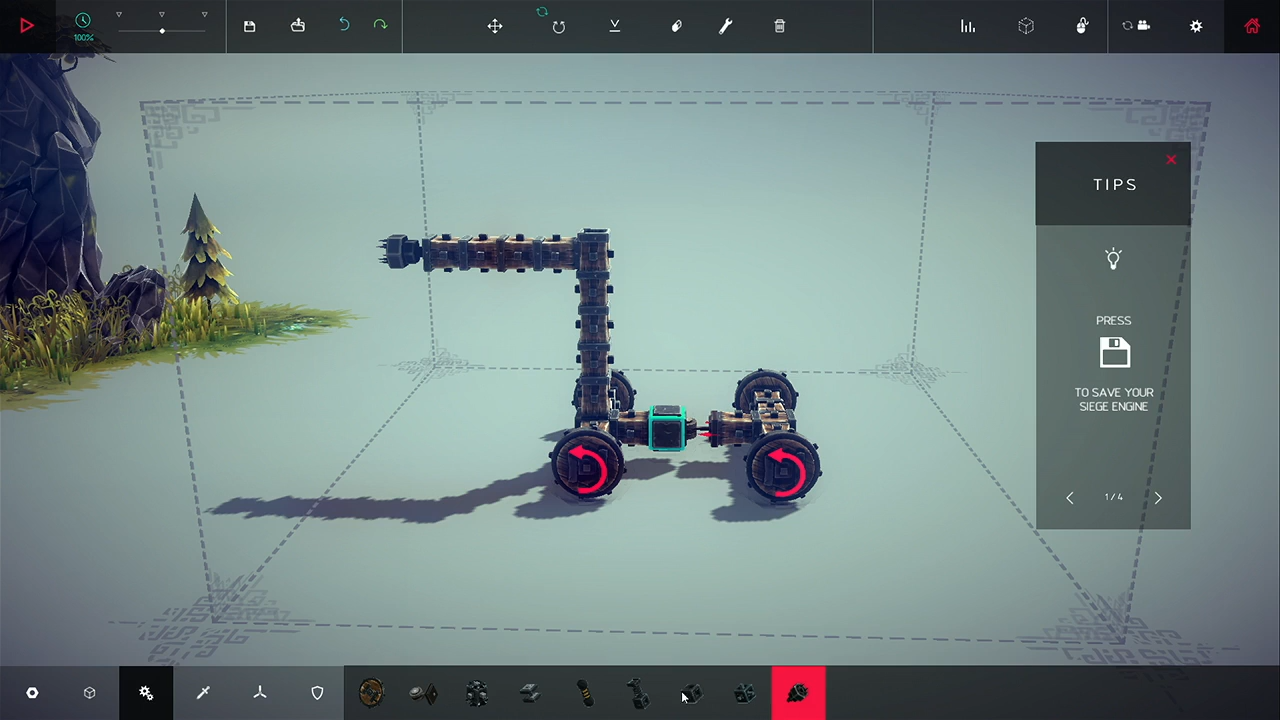 100%
TIPS
PRESS
TO SAVE YOUR
SIEGE ENGINE
1/4